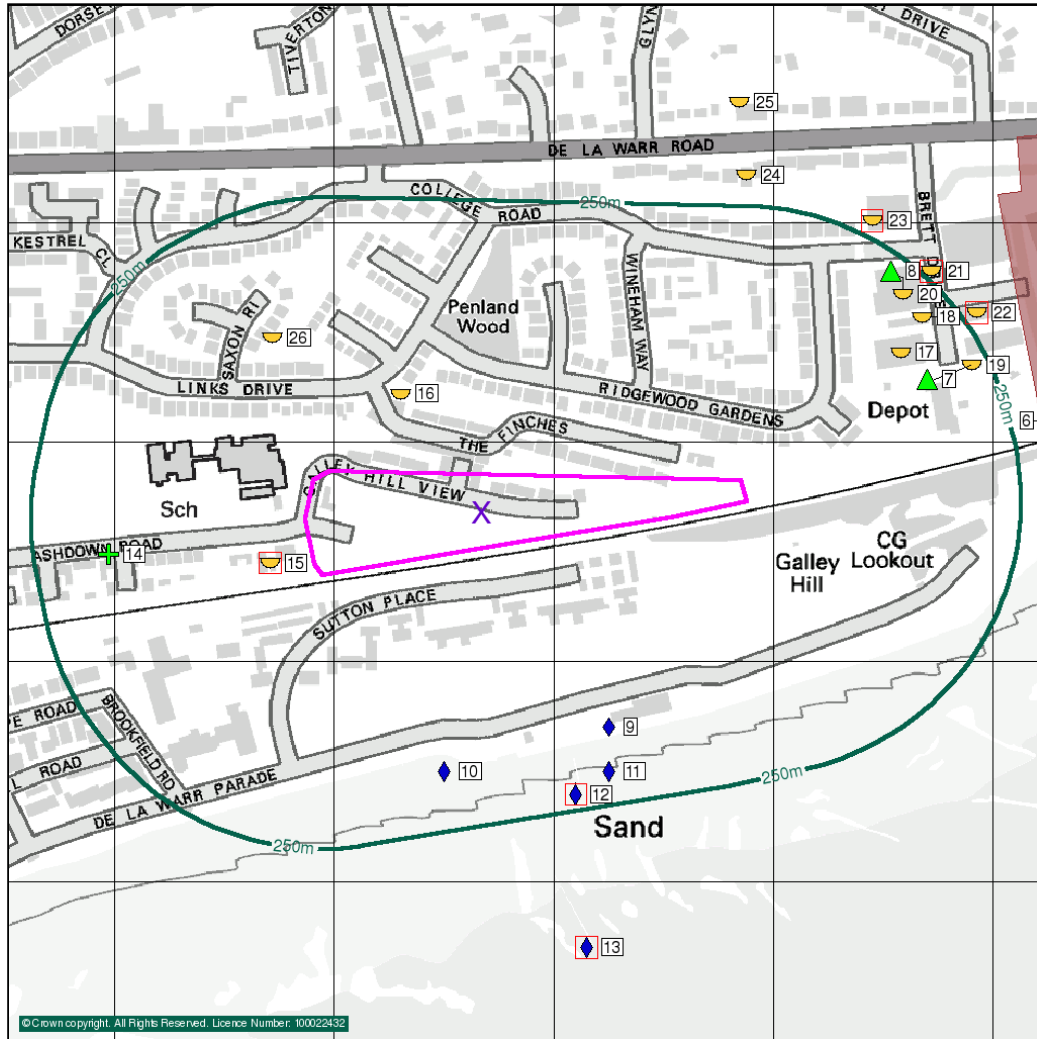 DORSE
TIVERTON
GLYN
DRIVE
25
DE LA WARR ROAD
24
COLLEGE ROAD
250m
BRETT
23
KESTREL CL
250m
WINEHAM WAY
8
21
20
Penland
Wood
18
22
SAXON RI
26
17
19
7
LINKS DRIVE
16
RIDGEWOOD GARDENS
Depot
250m
6
THE FINCHES
GALLEY HILL VIEW
Sch
X
ASHDOWN ROAD
14
15
CG
Lookout
Galley
Hill
SUTTON PLACE
PE ROAD
BROOKFIELD RD
9
L ROAD
10
11
250m
DE LA WARR PARADE
12
Sand
250m
13
© Crown copyright. All Rights Reserved. Licence Number: 100022432